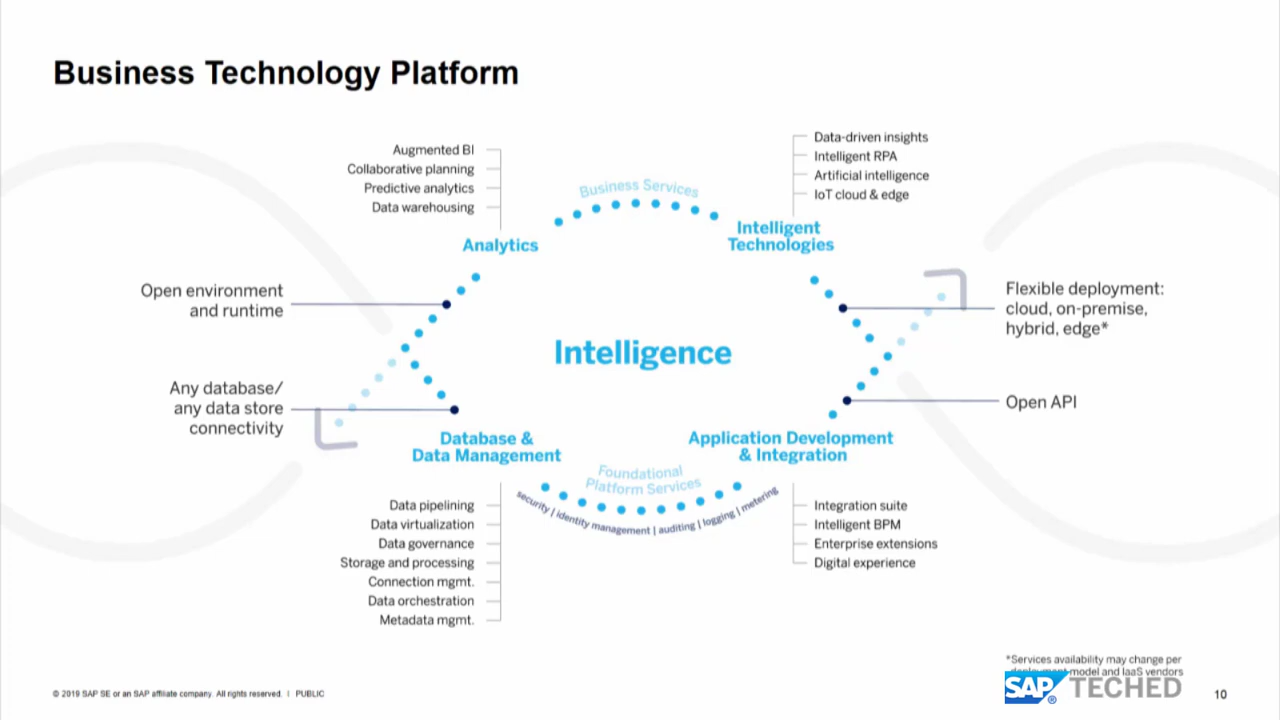 Business Technology Platform
Augmented BI
Collaborative planning
Predictive analytics
Data warehousing
Analytics
Business Services
Data-driven insights
Intelligent RPA
Artificial intelligence
IoT cloud & edge
Intelligent
Technologies
Open environment
and runtime
Flexible deployment:
cloud, on-premise,
hybrid, edge*
Intelligence
Any database/
any data store
connectivity
Open API
Database &
Data Management
Application Development
& Integration
Foundational
Platform Services
security | identity management | auditing | logging | metering
Data pipelining
Data virtualization
Data governance
Storage and processing
Connection mgmt.
Data orchestration
Metadata mgmt.
Integration suite
Intelligent BPM
Enterprise extensions
Digital experience
*Services availability may change per
deployment model and IaaS vendors
SAP® TECHED
© 2019 SAP SE or an SAP affiliate company. All rights reserved. I PUBLIC
10